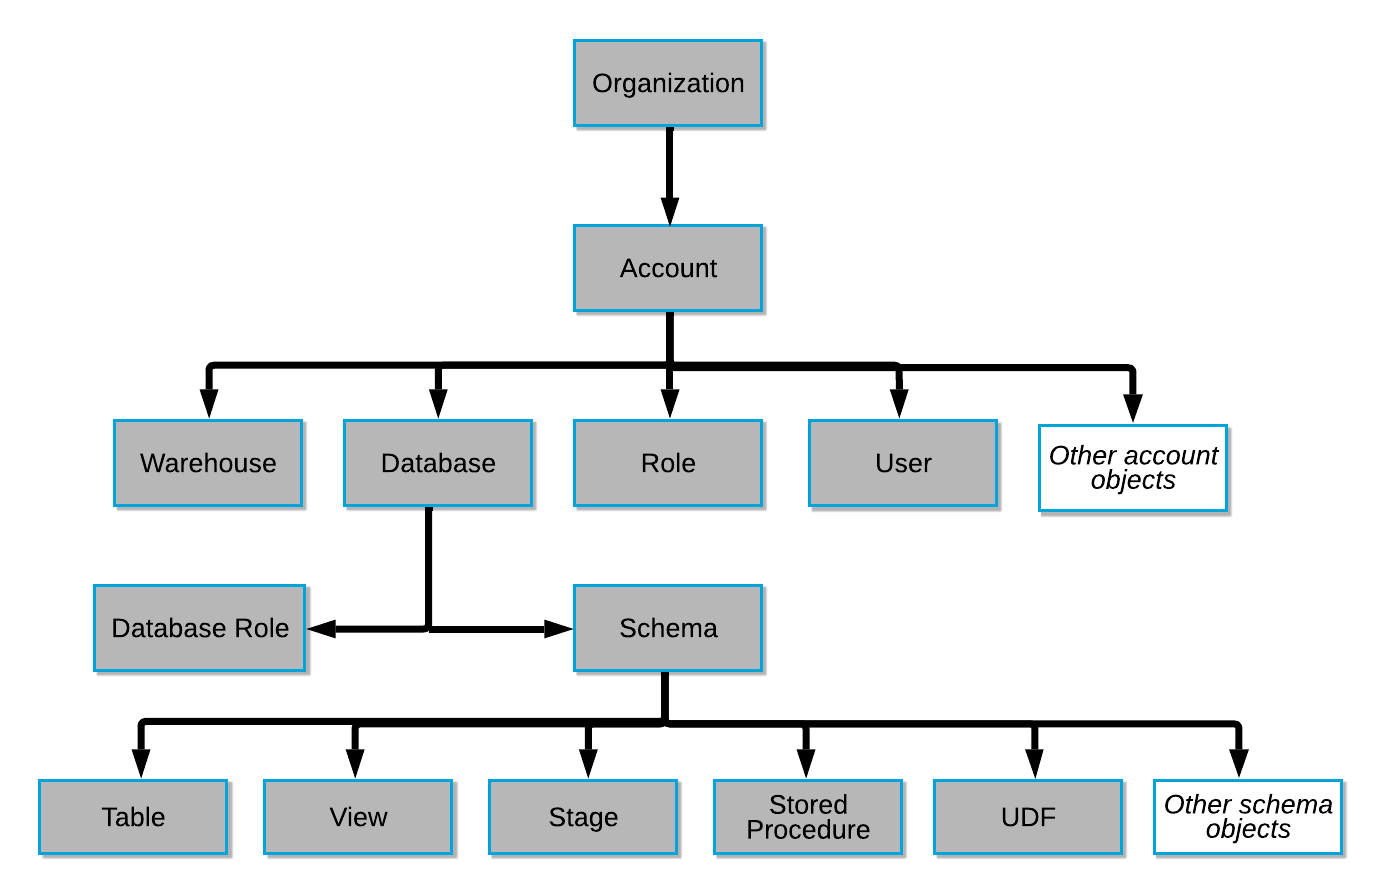 Organization
Account
Warehouse
Database
Role
User
Other account
objects
Database Role
Schema
Table
View
Stage
Stored
Procedure
UDF
Other schema
objects